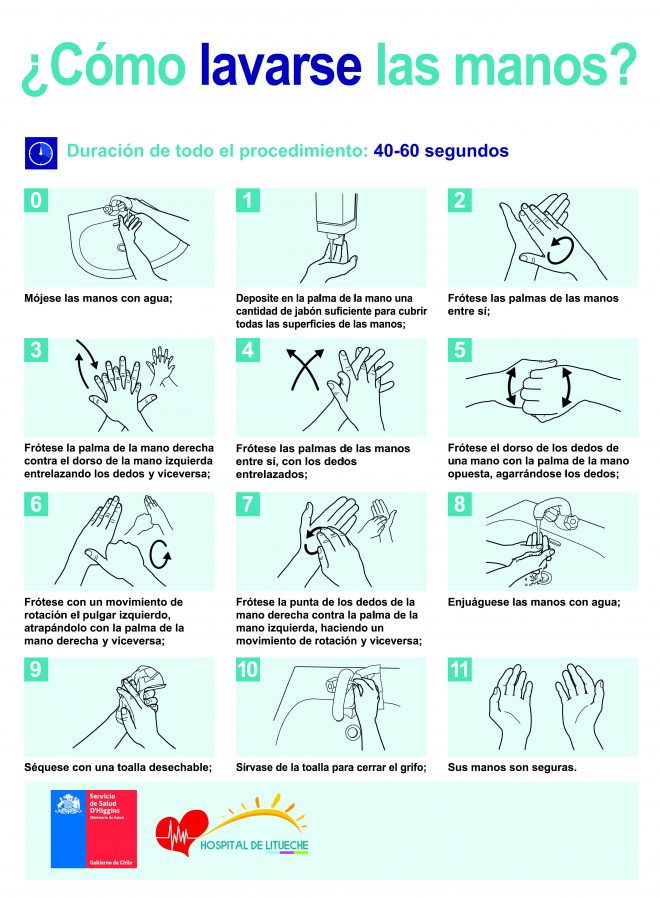 ¿Cómo lavarse las manos?
Duración de todo el procedimiento: 40-60 segundos
0
Mójese las manos con agua;
1
Deposite en la palma de la mano una
cantidad de jabón suficiente para cubrir
todas las superficies de las manos;
2
Frótese las palmas de las manos
entre sí;
3
Frótese la palma de la mano derecha
contra el dorso de la mano izquierda
entrelazando los dedos y viceversa;
4
Frótese las palmas de las manos
entre sí, con los dedos
entrelazados;
5
Frótese el dorso de los dedos de
una mano con la palma de la mano
opuesta, agarrándose los dedos;
6
Frótese con un movimiento de
rotación el pulgar izquierdo,
atrapándolo con la palma de la
mano derecha y viceversa;
7
Frótese la punta de los dedos de la
mano derecha contra la palma de la
mano izquierda, haciendo un
movimiento de rotación y viceversa;
8
Enjuáguese las manos con agua;
9
Séquese con una toalla desechable;
10
Sírvase de la toalla para cerrar el grifo;
11
Sus manos son seguras.
Servicio
de Salud
O'Higgins
Ministerio de Salud
Gobierno de Chile
HOSPITAL DE LITUECHE